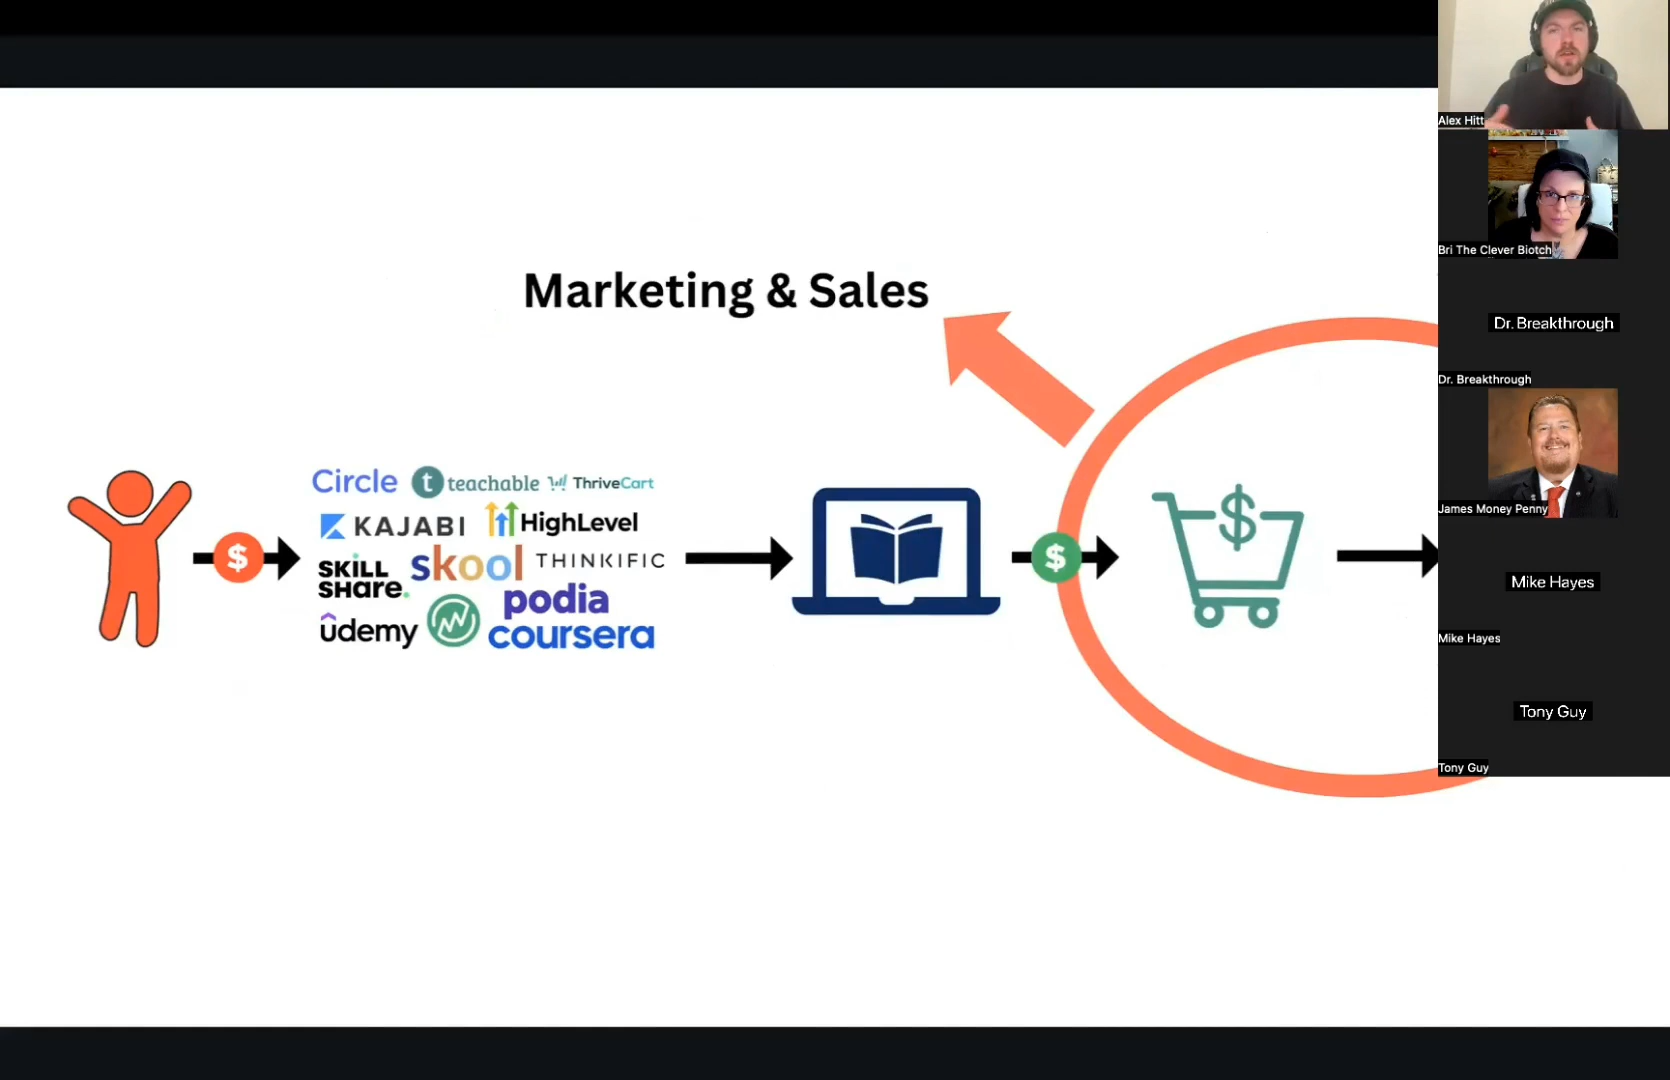 Marketing & Sales
$
Circle
t teachable
ThriveCart
KAJABI
HighLevel
SKILL
SHARE.
skool
THINKIFIC
udemy
podia
coursera
$
$
Alex Hitt
Bri The Clever Biotch
Dr. Breakthrough
Dr. Breakthrough
James Money Penny
Mike Hayes
Mike Hayes
Tony Guy
Tony Guy